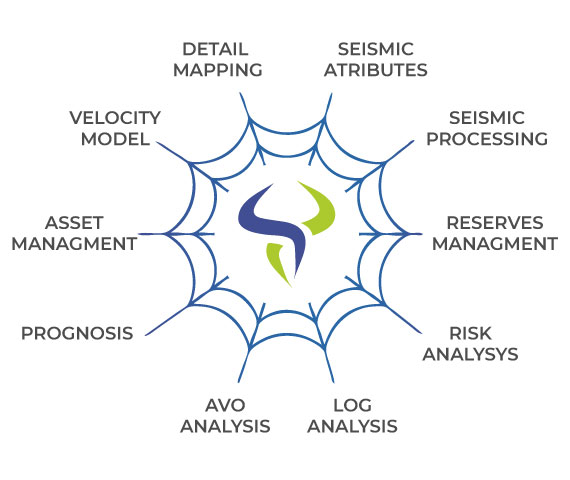 DETAIL
MAPPING
SEISMIC
ATRIBUTES
VELOCITY
MODEL
SEISMIC
PROCESSING
ASSET
MANAGMENT
RESERVES
MANAGMENT
PROGNOSIS
RISK
ANALYSYS
AVO
ANALYSIS
LOG
ANALYSIS